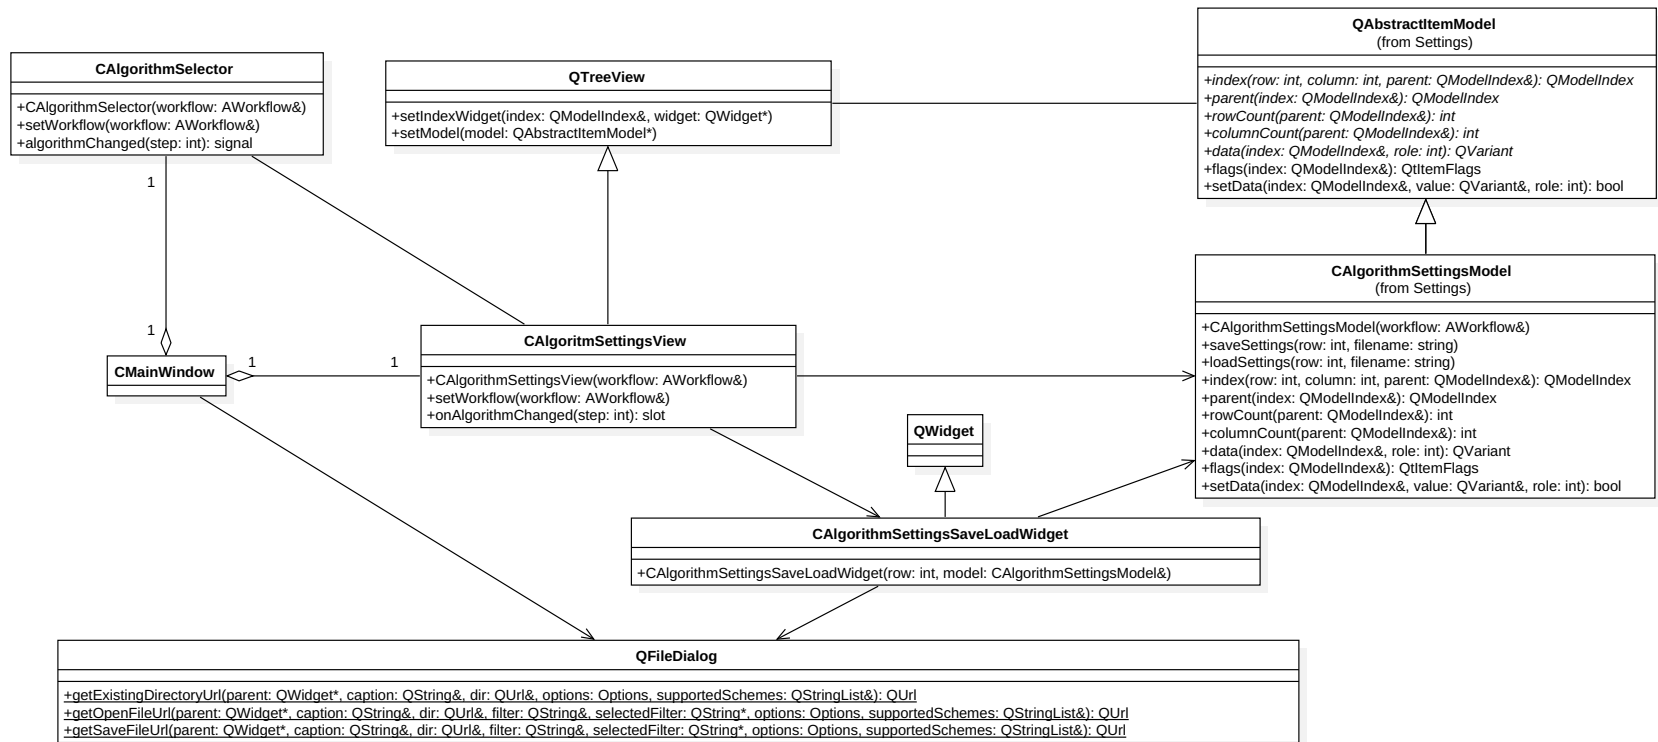 QAbstractItemModel
(from Settings)
+index(row: int, column: int, parent: QModelIndex&): QModelIndex
+parent(index: QModelIndex&): QModelIndex
+rowCount(parent: QModelIndex&): int
+columnCount(parent: QModelIndex&): int
+data(index: QModelIndex&, role: int): QVariant
+flags(index: QModelIndex&): QtItemFlags
+setData(index: QModelIndex&, value: QVariant&, role: int): bool
CAlgorithmSelector
+CAlgorithmSelector(workflow: AWorkflow&)
+setWorkflow(workflow: AWorkflow&)
+algorithmChanged(step: int): signal
QTreeView
+setIndexWidget(index: QModelIndex&, widget: QWidget*)
+setModel(model: QAbstractItemModel*)
1
1
CMainWindow
1
1
CAlgoritmSettingsView
+CAlgorithmSettingsView(workflow: AWorkflow&)
+setWorkflow(workflow: AWorkflow&)
+onAlgorithmChanged(step: int): slot
CAlgorithmSettingsModel
(from Settings)
+CAlgorithmSettingsModel(workflow: AWorkflow&)
+saveSettings(row: int, filename: string)
+loadSettings(row: int, filename: string)
+index(row: int, column: int, parent: QModelIndex&): QModelIndex
+parent(index: QModelIndex&): QModelIndex
+rowCount(parent: QModelIndex&): int
+columnCount(parent: QModelIndex&): int
+data(index: QModelIndex&, role: int): QVariant
+flags(index: QModelIndex&): QtItemFlags
+setData(index: QModelIndex&, value: QVariant&, role: int): bool
QWidget
CAlgorithmSettingsSaveLoadWidget
+CAlgorithmSettingsSaveLoadWidget(row: int, model: CAlgorithmSettingsModel&)
QFileDialog
+getExistingDirectoryUrl(parent: QWidget*, caption: QString&, dir: QUrl&, options: Options, supportedSchemes: QStringList&): QUrl
+getOpenFileUrl(parent: QWidget*, caption: QString&, dir: QUrl&, filter: QString&, selectedFilter: QString*, options: Options, supportedSchemes: QStringList&): QUrl
+getSaveFileUrl(parent: QWidget*, caption: QString&, dir: QUrl&, filter: QString&, selectedFilter: QString*, options: Options, supportedSchemes: QStringList&): QUrl